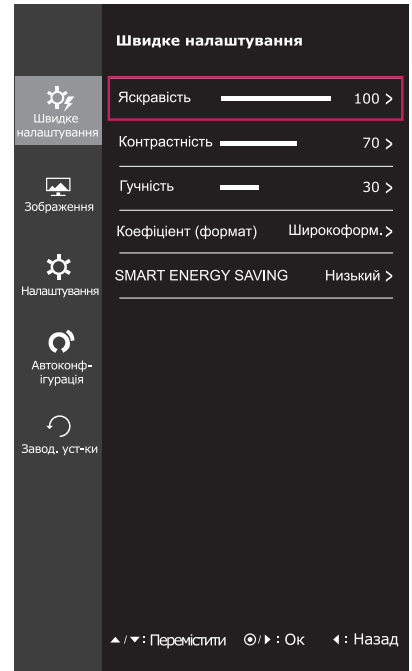 Швидке налаштування
Швидке
налаштування
Зображення
Налаштування
Автоконф-
ігурація
Завод. уст-ки
Яскравість 100 >
Контрастність 70 >
Гучність 30 >
Коефіціент (формат) Широкоформ. >
SMART ENERGY SAVING Низький >
▲/▼: Перемістити ⦿/▶ : Ок ◀ : Назад